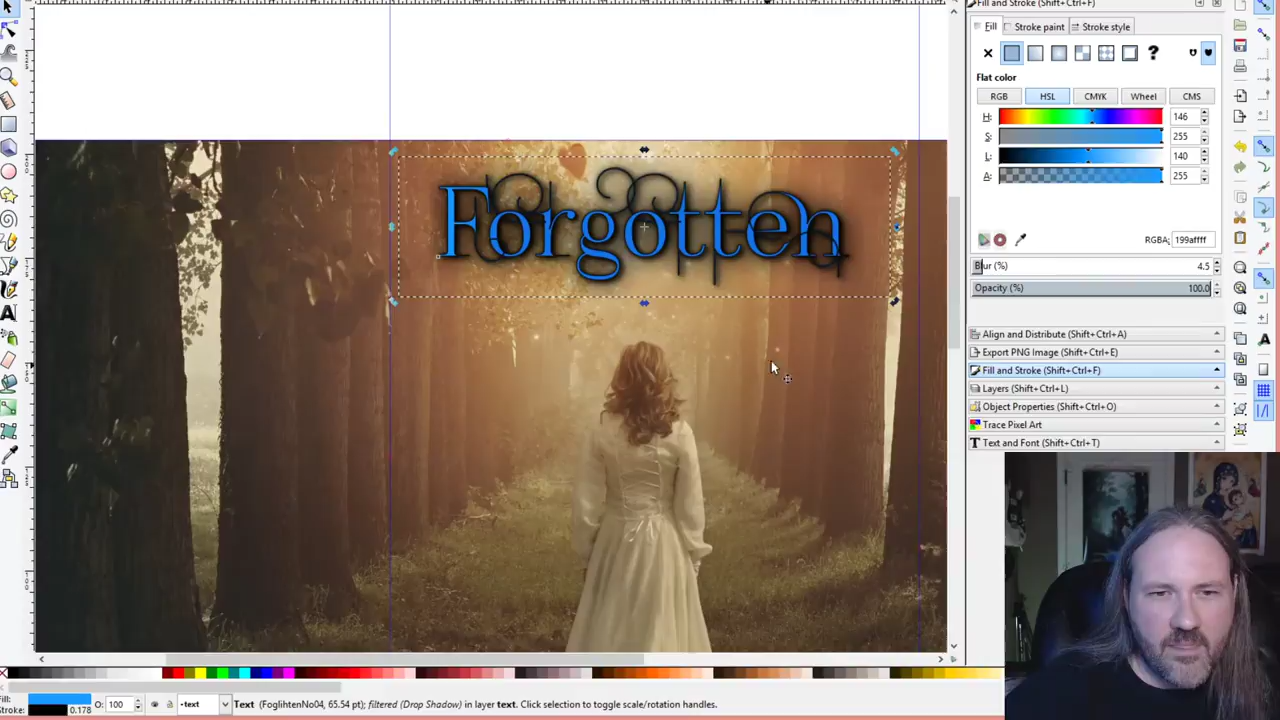 Fill and Stroke (Shift+Ctrl+F)
Fill
Stroke paint
Stroke style
Flat color
RGB
HSL
CMYK
Wheel
CMS
H: 146
S: 255
L: 140
A: 255
RGBA: 199affff
Blur (%) 4.5
Opacity (%) 100.0
Align and Distribute (Shift+Ctrl+A)
Export PNG Image (Shift+Ctrl+E)
Fill and Stroke (Shift+Ctrl+F)
Layers (Shift+Ctrl+L)
Object Properties (Shift+Ctrl+O)
Trace Pixel Art
Text and Font (Shift+Ctrl+T)
Forgotten
Fill:
Stroke: 0.178
O: 100
•text
Text (FoglihtenNo04, 65.54 pt); filtered (Drop Shadow) in layer text. Click selection to toggle scale/rotation handles.